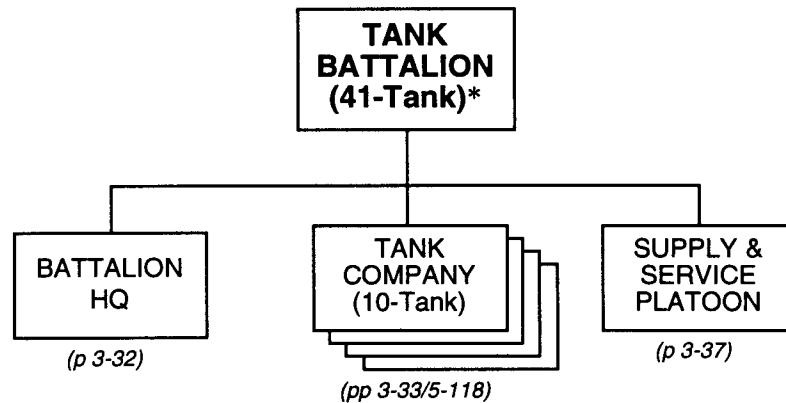 TANK
BATTALION
(41-Tank)*
BATTALION
HQ
(p 3-32)
TANK
COMPANY
(10-Tank)
(pp 3-33/5-118)
SUPPLY &
SERVICE
PLATOON
(p 3-37)